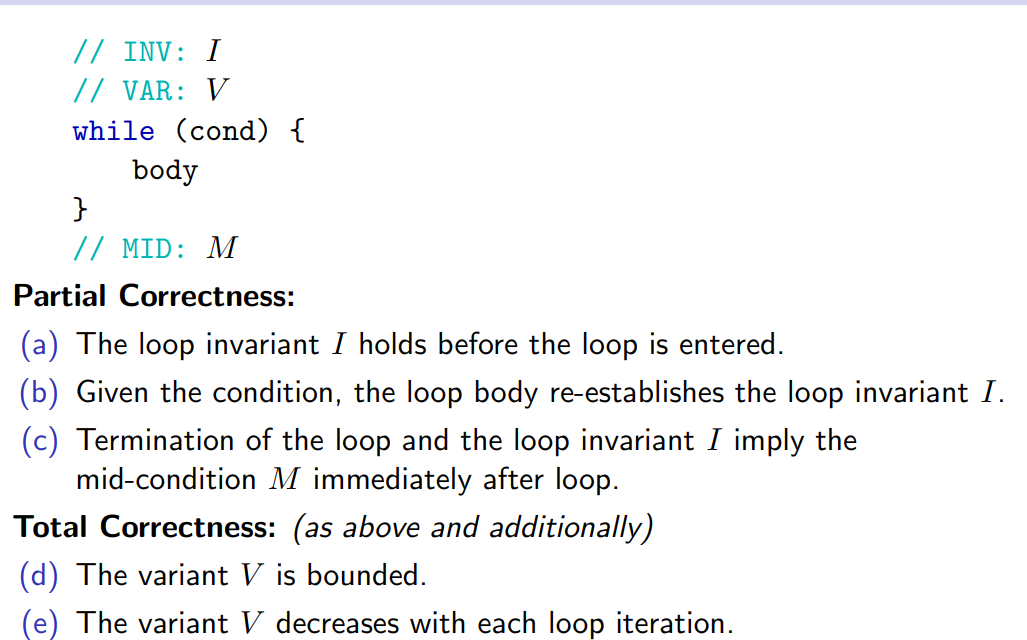 // INV: I
// VAR: V
while (cond) {
body
}
// MID: M
Partial Correctness:
(a) The loop invariant I holds before the loop is entered.
(b) Given the condition, the loop body re-establishes the loop invariant I.
(c) Termination of the loop and the loop invariant I imply the
mid-condition M immediately after loop.
Total Correctness: (as above and additionally)
(d) The variant V is bounded.
(e) The variant V decreases with each loop iteration.